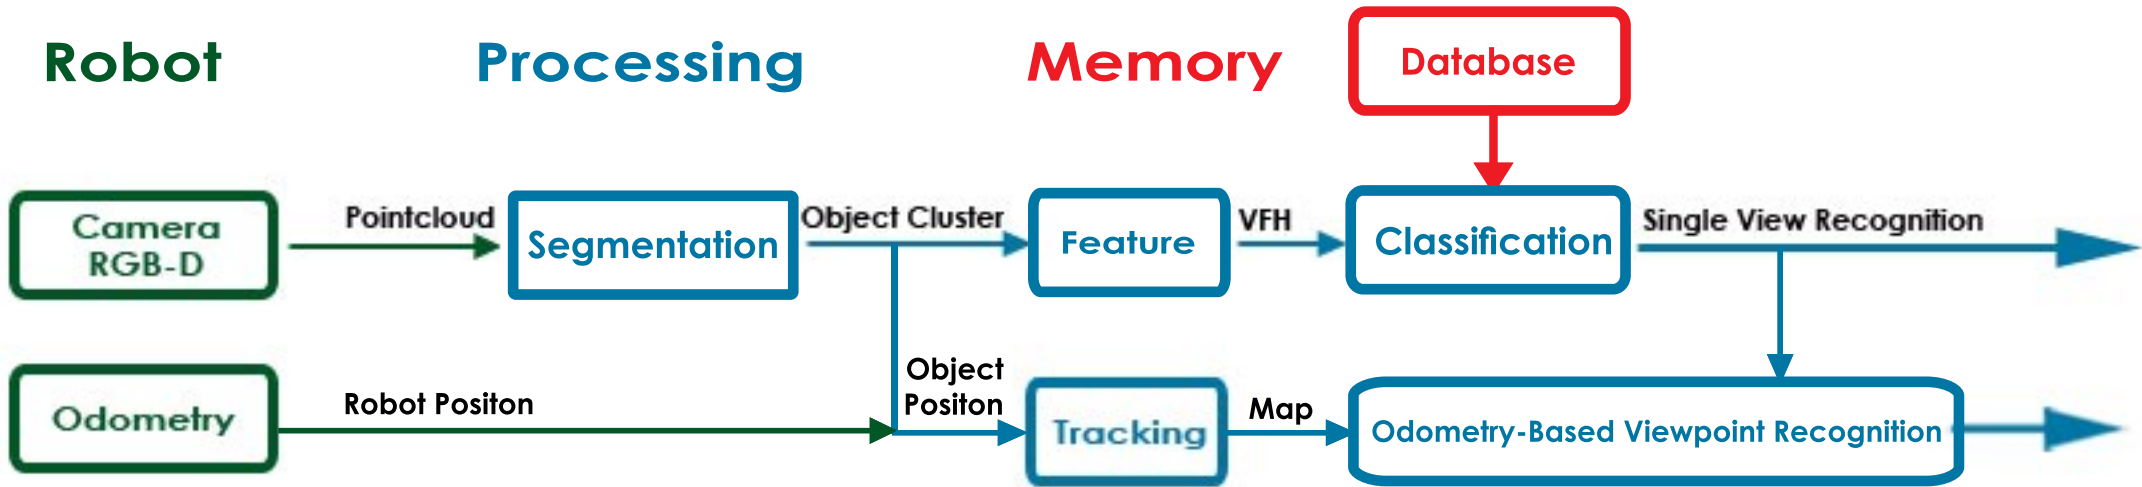 Robot
Processing
Memory
Database
Camera
RGB-D
Pointcloud
Segmentation
Object Cluster
Feature
VFH
Classification
Single View Recognition
Odometry
Robot Positon
Object
Positon
Tracking
Map
Odometry-Based Viewpoint Recognition